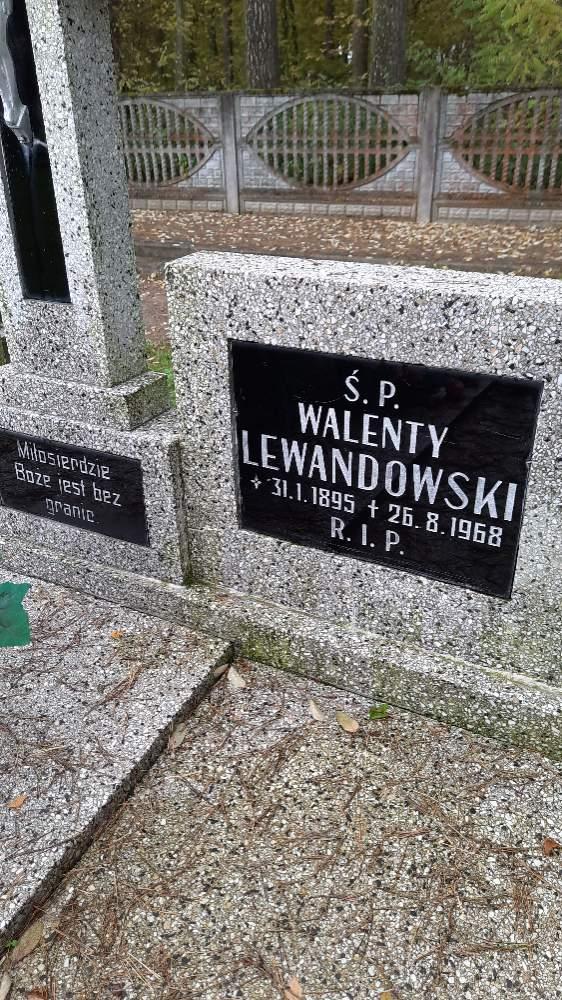 Miłosierdzie
Boże jest bez
granic.
Ś. P.
WALENTY
LEWANDOWSKI
* 31.1.1895 + 26.8.1968
R. I. P.